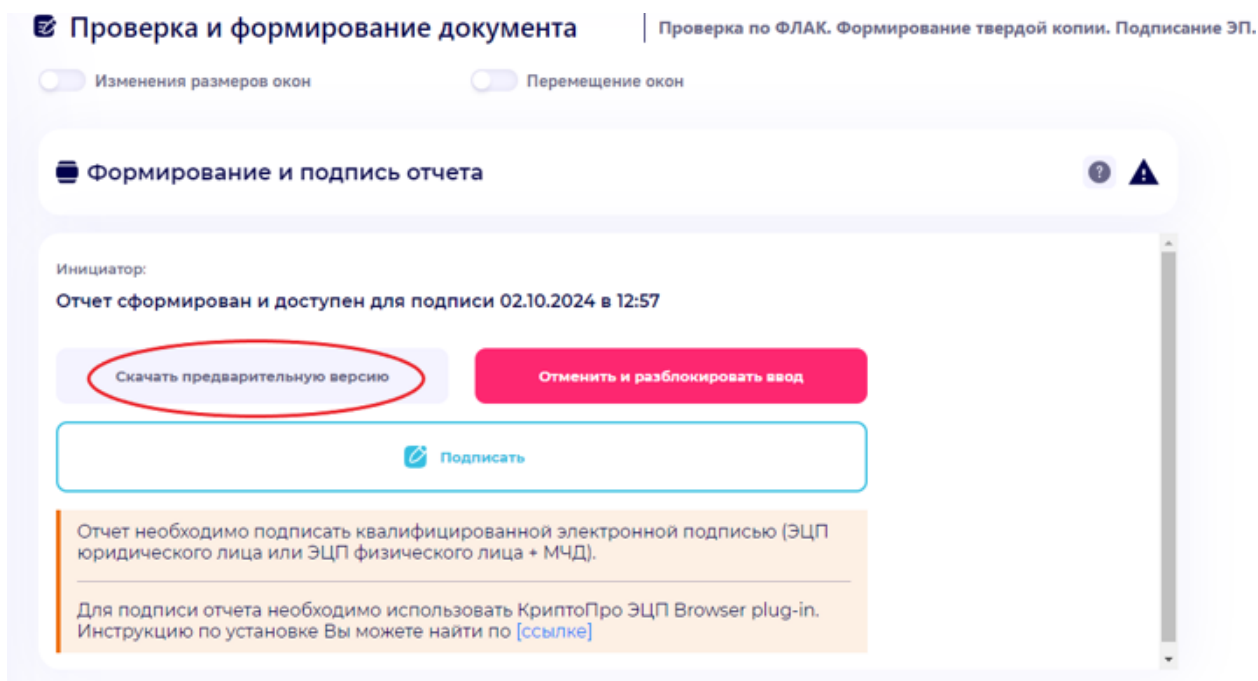 Проверка и формирование документа
Проверка по ФЛАК. Формирование твердой копии. Подписание ЭП.
Изменения размеров окон
Перемещение окон
Формирование и подпись отчета
?
Инициатор:
Отчет сформирован и доступен для подписи 02.10.2024 в 12:57
Скачать предварительную версию
Отменить и разблокировать ввод
Подписать
Отчет необходимо подписать квалифицированной электронной подписью (ЭЦП
юридического лица или ЭЦП физического лица + МЧД).
Для подписи отчета необходимо использовать КриптоПро ЭЦП Browser plug-in.
Инструкцию по установке Вы можете найти по [ссылке]